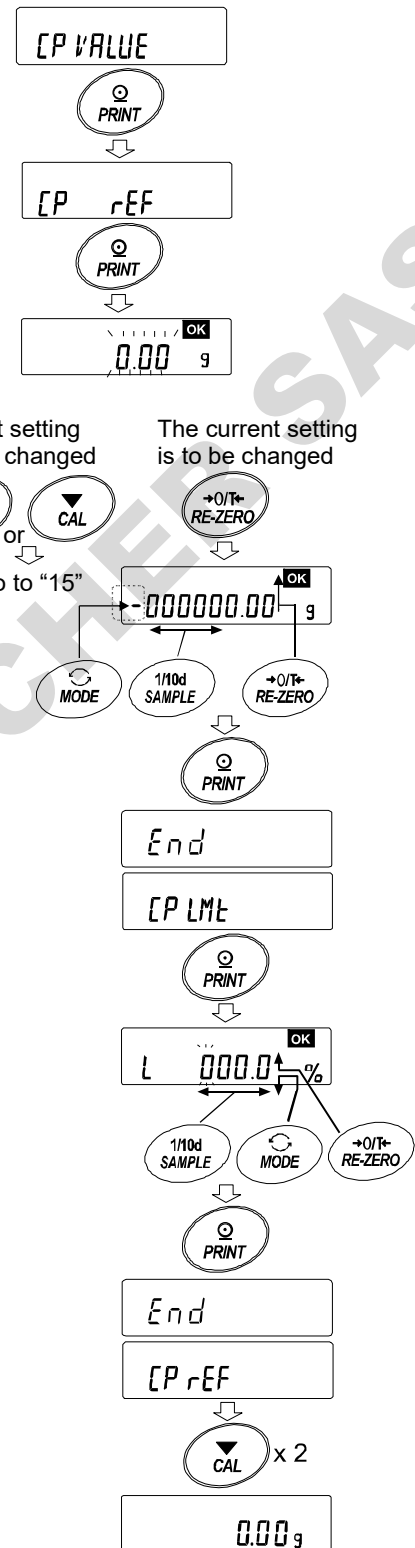 CP VALUE
PRINT
CP rEF
PRINT
OK
0.00 g
t setting
changed
The current setting
is to be changed
CAL
or
o to “15”
→0/T←
RE-ZERO
OK
-000000.00 g
MODE
1/10d
SAMPLE
→0/T←
RE-ZERO
PRINT
End
CP LMt
PRINT
OK
L 000.0 %
1/10d
SAMPLE
MODE
→0/T←
RE-ZERO
PRINT
End
CP rEF
CAL x 2
0.00 g